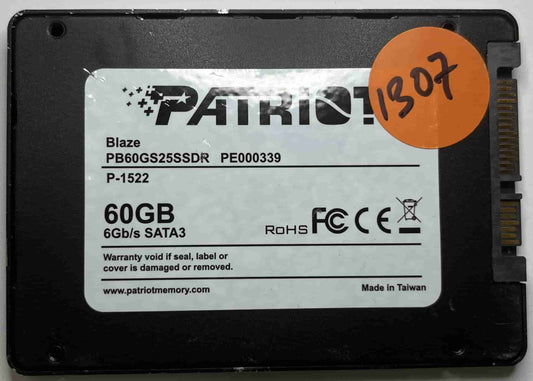 PATRIOT
1307
Blaze
PB60GS25SSDR PE000339
P-1522
60GB
6Gb/s SATA3
RoHS FC CE
Warranty void if seal, label or
cover is damaged or removed.
www.patriotmemory.com
Made in Taiwan